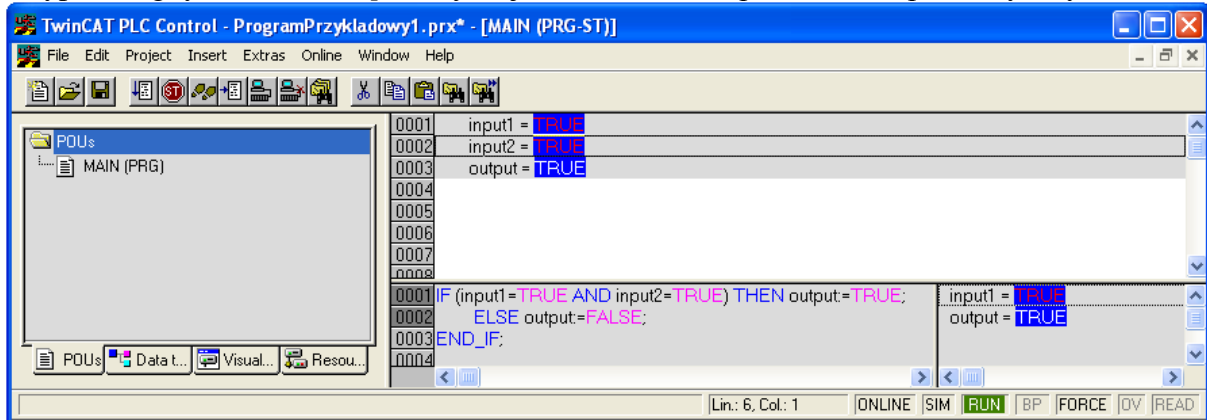 TwinCAT PLC Control - ProgramPrzykladowy1.prx* - [MAIN (PRG-ST)]
File Edit Project Insert Extras Online Window Help
POUs
MAIN (PRG)
POUs Data t... Visual... Resou...
0001 input1 = TRUE
0002 input2 = TRUE
0003 output = TRUE
0004
0005
0006
0007
0008
0001 IF (input1=TRUE AND input2=TRUE) THEN output:=TRUE;
0002 ELSE output:=FALSE;
0003 END_IF;
0004
input1 = TRUE
output = TRUE
Lin.: 6, Col.: 1 ONLINE SIM RUN BP FORCE OV READ